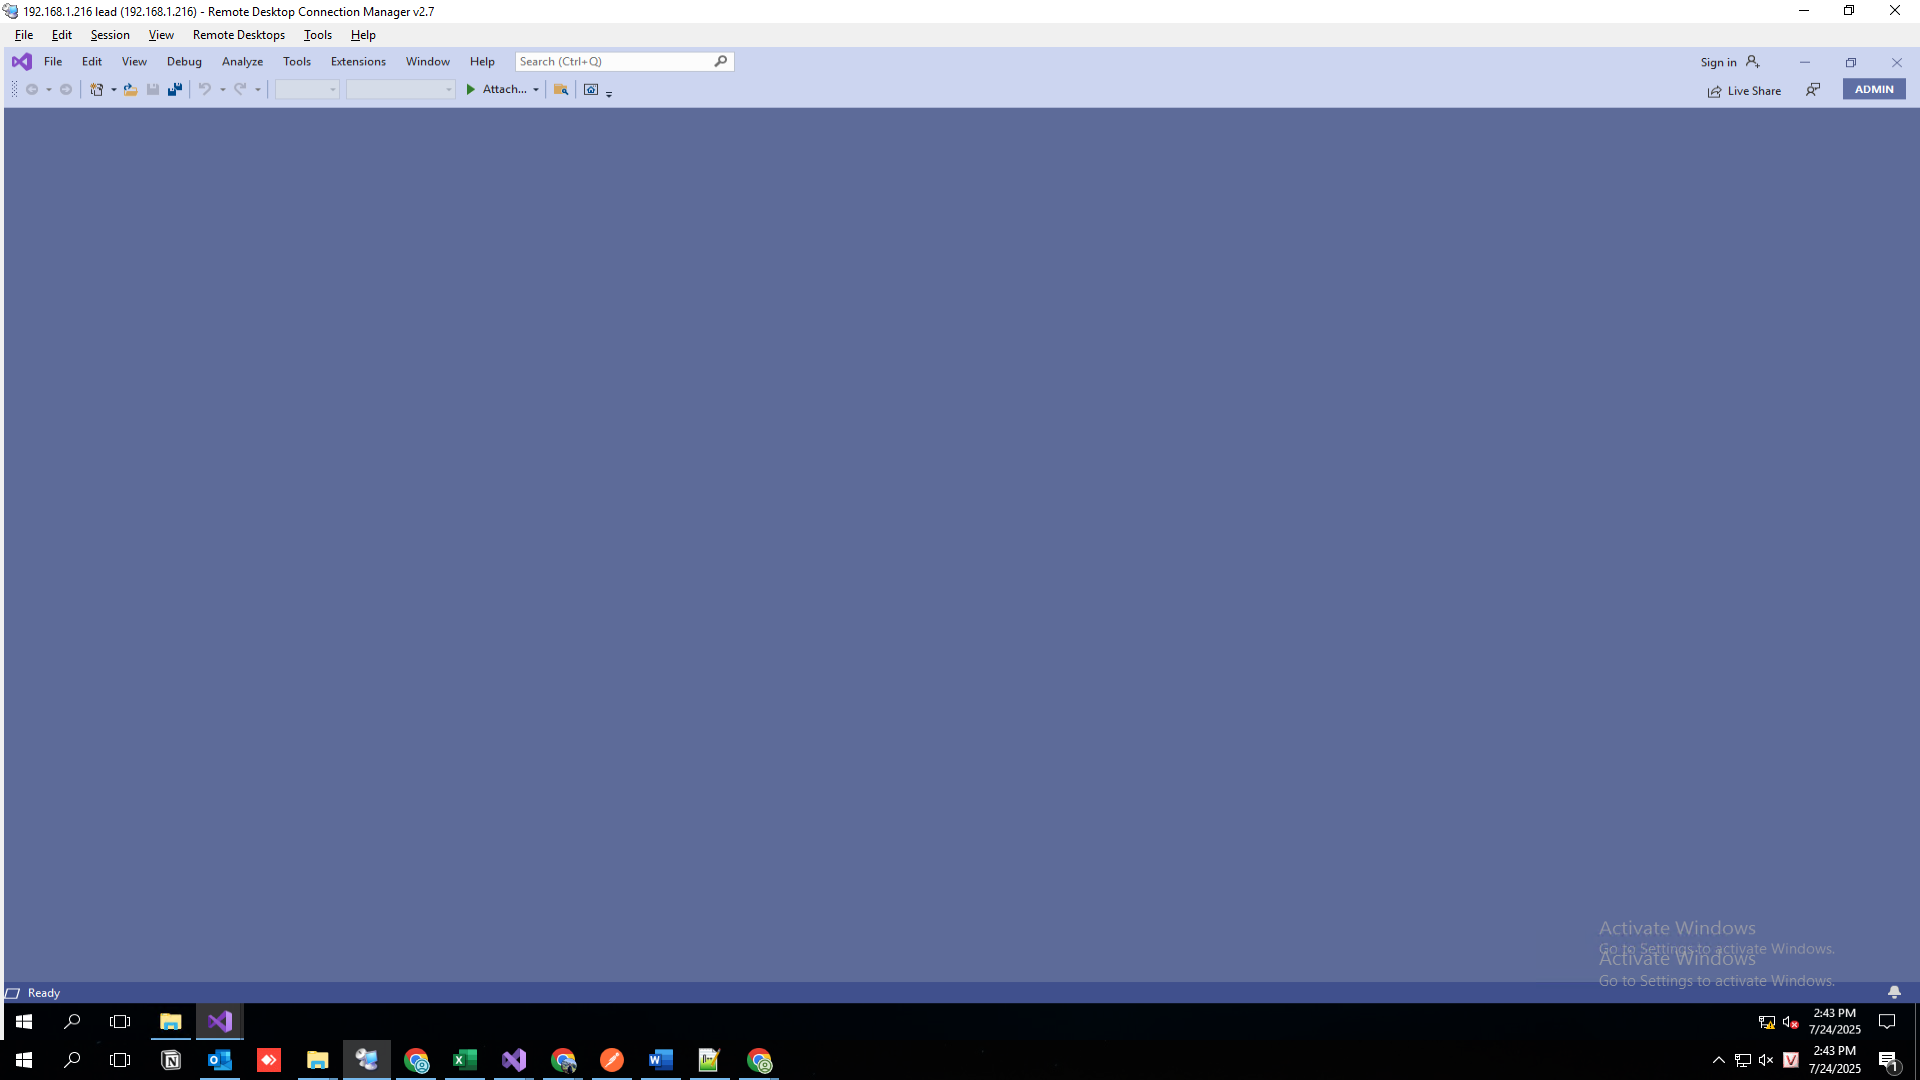 192.168.1.216 lead (192.168.1.216) - Remote Desktop Connection Manager v2.7
File Edit Session View Remote Desktops Tools Help
File Edit View Debug Analyze Tools Extensions Window Help Search (Ctrl+Q) Sign in
Attach... Live Share ADMIN
Activate Windows
Go to Settings to activate Windows.
Activate Windows
Go to Settings to activate Windows.
Ready
2:43 PM
7/24/2025
2:43 PM
7/24/2025
1